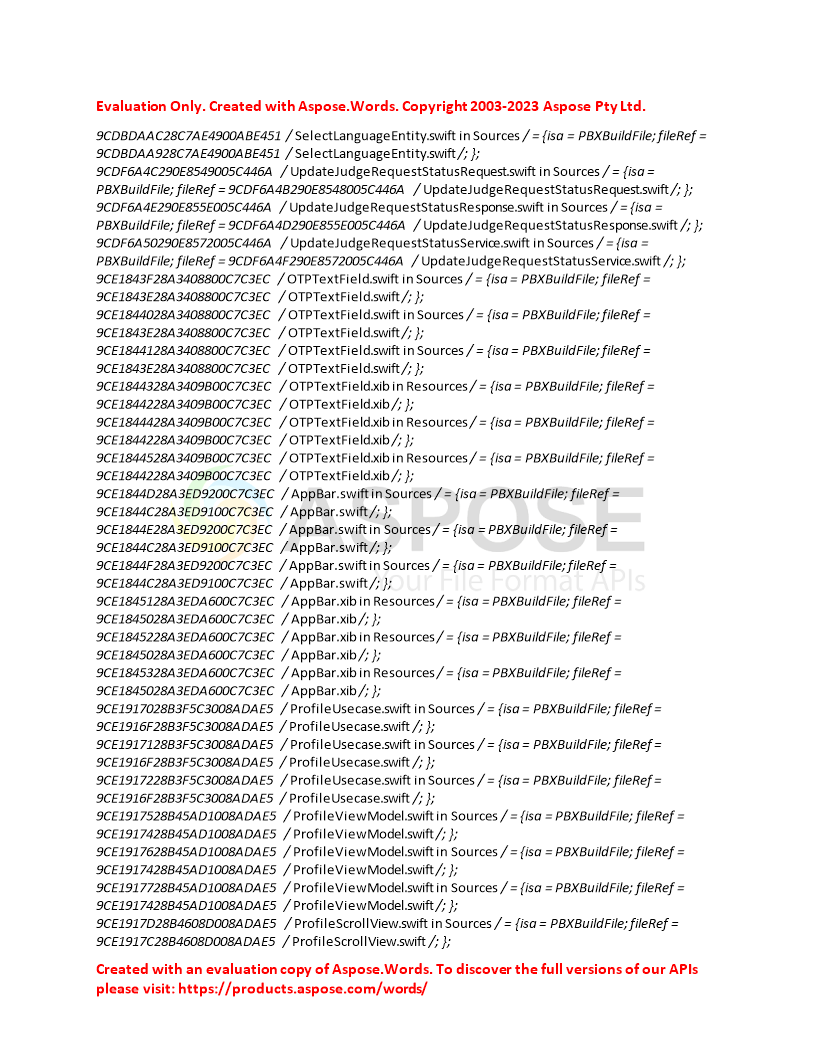 Evaluation Only. Created with Aspose.Words. Copyright 2003-2023 Aspose Pty Ltd.
9CDBDAAC28C7AE4900ABE451 / SelectLanguageEntity.swift in Sources / = {isa = PBXBuildFile; fileRef =
9CDBDAA928C7AE4900ABE451 / SelectLanguageEntity.swift /; };
9CDF6A4C290E8549005C446A / UpdateJudgeRequestStatusRequest.swift in Sources / = {isa =
PBXBuildFile; fileRef = 9CDF6A4B290E8548005C446A / UpdateJudgeRequestStatusRequest.swift /; };
9CDF6A4E290E855E005C446A / UpdateJudgeRequestStatusResponse.swift in Sources / = {isa =
PBXBuildFile; fileRef = 9CDF6A4D290E855E005C446A / UpdateJudgeRequestStatusResponse.swift /; };
9CDF6A50290E8572005C446A / UpdateJudgeRequestStatusService.swift in Sources / = {isa =
PBXBuildFile; fileRef = 9CDF6A4F290E8572005C446A / UpdateJudgeRequestStatusService.swift /; };
9CE1843F28A3408800C7C3EC / OTPTextField.swift in Sources / = {isa = PBXBuildFile; fileRef =
9CE1843E28A3408800C7C3EC / OTPTextField.swift /; };
9CE1844028A3408800C7C3EC / OTPTextField.swift in Sources / = {isa = PBXBuildFile; fileRef =
9CE1843E28A3408800C7C3EC / OTPTextField.swift /; };
9CE1844128A3408800C7C3EC / OTPTextField.swift in Sources / = {isa = PBXBuildFile; fileRef =
9CE1843E28A3408800C7C3EC / OTPTextField.swift /; };
9CE1844328A3409B00C7C3EC / OTPTextField.xib in Resources / = {isa = PBXBuildFile; fileRef =
9CE1844228A3409B00C7C3EC / OTPTextField.xib /; };
9CE1844428A3409B00C7C3EC / OTPTextField.xib in Resources / = {isa = PBXBuildFile; fileRef =
9CE1844228A3409B00C7C3EC / OTPTextField.xib /; };
9CE1844528A3409B00C7C3EC / OTPTextField.xib in Resources / = {isa = PBXBuildFile; fileRef =
9CE1844228A3409B00C7C3EC / OTPTextField.xib /; };
9CE1844D28A3ED9200C7C3EC / AppBar.swift in Sources / = {isa = PBXBuildFile; fileRef =
9CE1844C28A3ED9100C7C3EC / AppBar.swift /; };
9CE1844E28A3ED9200C7C3EC / AppBar.swift in Sources / = {isa = PBXBuildFile; fileRef =
9CE1844C28A3ED9100C7C3EC / AppBar.swift /; };
9CE1844F28A3ED9200C7C3EC / AppBar.swift in Sources / = {isa = PBXBuildFile; fileRef =
9CE1844C28A3ED9100C7C3EC / AppBar.swift /; };
9CE1845128A3EDA600C7C3EC / AppBar.xib in Resources / = {isa = PBXBuildFile; fileRef =
9CE1845028A3EDA600C7C3EC / AppBar.xib /; };
9CE1845228A3EDA600C7C3EC / AppBar.xib in Resources / = {isa = PBXBuildFile; fileRef =
9CE1845028A3EDA600C7C3EC / AppBar.xib /; };
9CE1845328A3EDA600C7C3EC / AppBar.xib in Resources / = {isa = PBXBuildFile; fileRef =
9CE1845028A3EDA600C7C3EC / AppBar.xib /; };
9CE1917028B3F5C3008ADAE5 / ProfileUsecase.swift in Sources / = {isa = PBXBuildFile; fileRef =
9CE1916F28B3F5C3008ADAE5 / ProfileUsecase.swift /; };
9CE1917128B3F5C3008ADAE5 / ProfileUsecase.swift in Sources / = {isa = PBXBuildFile; fileRef =
9CE1916F28B3F5C3008ADAE5 / ProfileUsecase.swift /; };
9CE1917228B3F5C3008ADAE5 / ProfileUsecase.swift in Sources / = {isa = PBXBuildFile; fileRef =
9CE1916F28B3F5C3008ADAE5 / ProfileUsecase.swift /; };
9CE1917528B45AD1008ADAE5 / ProfileViewModel.swift in Sources / = {isa = PBXBuildFile; fileRef =
9CE1917428B45AD1008ADAE5 / ProfileViewModel.swift /; };
9CE1917628B45AD1008ADAE5 / ProfileViewModel.swift in Sources / = {isa = PBXBuildFile; fileRef =
9CE1917428B45AD1008ADAE5 / ProfileViewModel.swift /; };
9CE1917728B45AD1008ADAE5 / ProfileViewModel.swift in Sources / = {isa = PBXBuildFile; fileRef =
9CE1917428B45AD1008ADAE5 / ProfileViewModel.swift /; };
9CE1917D28B4608D008ADAE5 / ProfileScrollView.swift in Sources / = {isa = PBXBuildFile; fileRef =
9CE1917C28B4608D008ADAE5 / ProfileScrollView.swift /; };
ASPOSE
Your File Format APIs
Created with an evaluation copy of Aspose.Words. To discover the full versions of our APIs
please visit: https://products.aspose.com/words/